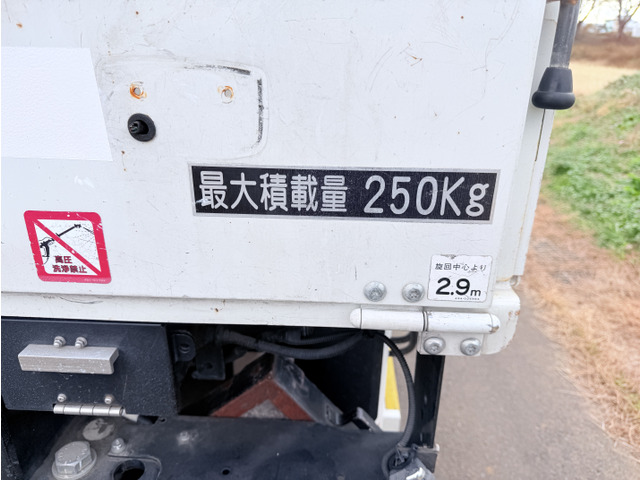 最大積載量 250Kg
高圧
洗浄禁止
旋回中心より
2.9m